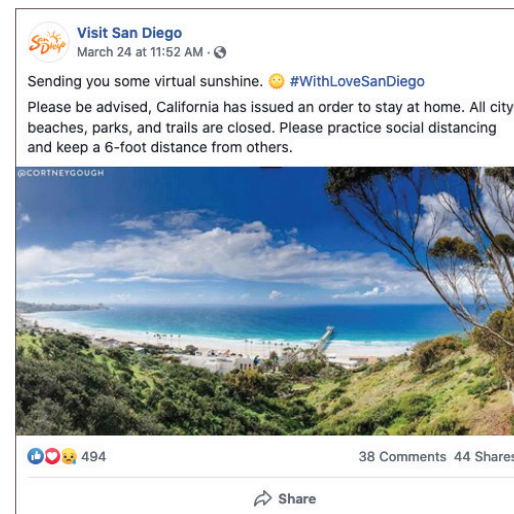 San Diego
Visit San Diego
March 24 at 11:52 AM ·
Sending you some virtual sunshine. #WithLoveSanDiego
Please be advised, California has issued an order to stay at home. All city
beaches, parks, and trails are closed. Please practice social distancing
and keep a 6-foot distance from others.
@CORTNEYGOUGH
494
38 Comments 44 Shares
Share